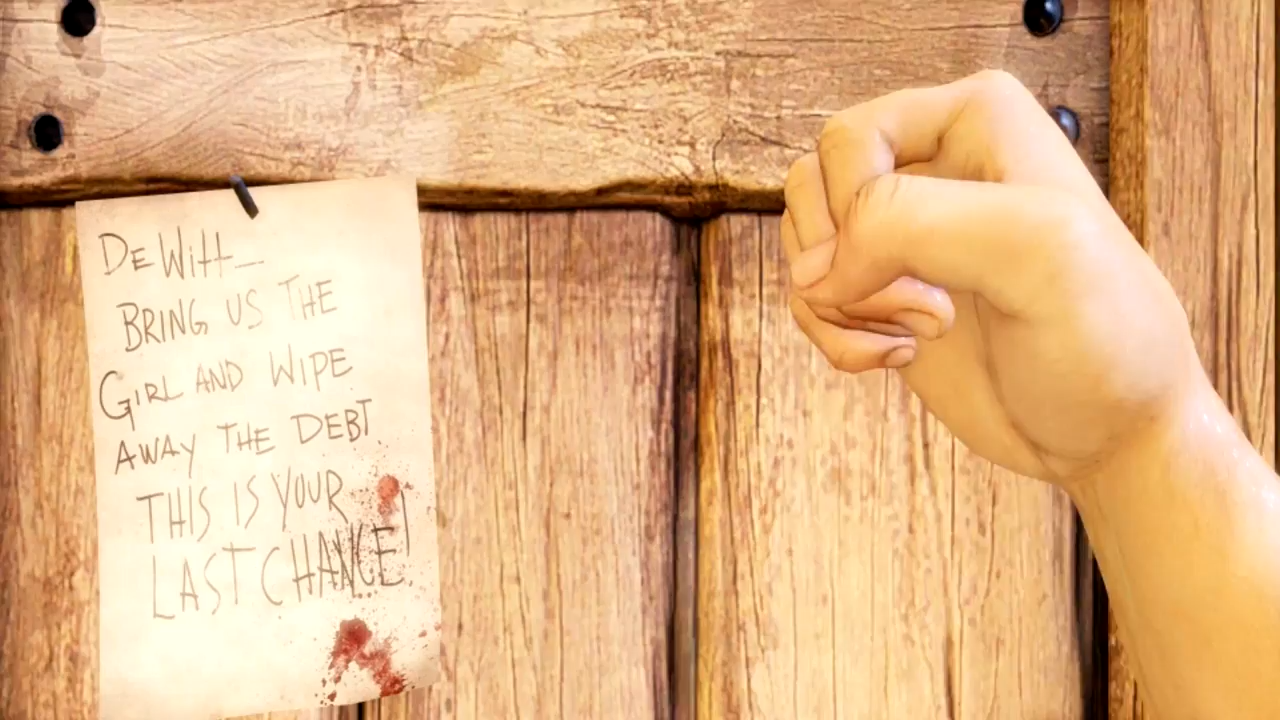 DeWitt—
BRING US THE
GIRL AND WIPE
AWAY THE DEBT.
THIS IS YOUR
LAST CHANCE!